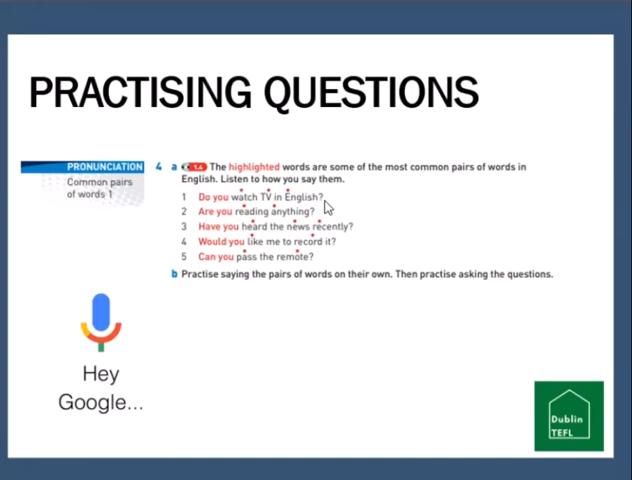 PRACTISING QUESTIONS
PRONUNCIATION
Common pairs
of words 1
4 a 1.4 The highlighted words are some of the most common pairs of words in
English. Listen to how you say them.
1 Do you watch TV in English?
2 Are you reading anything?
3 Have you heard the news recently?
4 Would you like me to record it?
5 Can you pass the remote?
b Practise saying the pairs of words on their own. Then practise asking the questions.
Hey
Google...
Dublin
TEFL